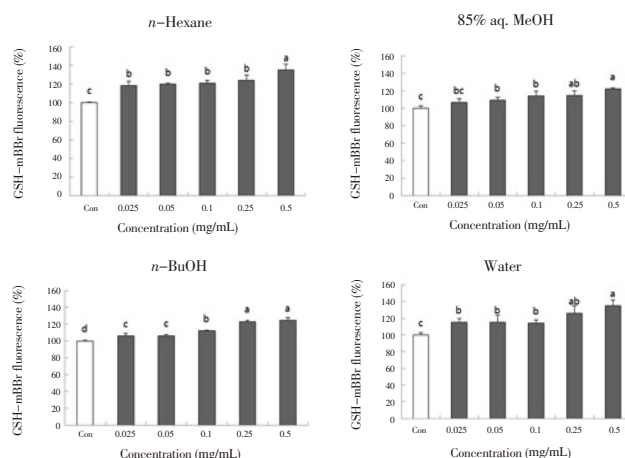 n-Hexane
GSH-mBBr fluorescence (%)
160
140
120
100
80
60
40
20
0
c b b b b a
Con 0.025 0.05 0.1 0.25 0.5
Concentration (mg/mL)
85% aq. MeOH
GSH-mBBr fluorescence (%)
160
140
120
100
80
60
40
20
0
c bc b b ab a
Con 0.025 0.05 0.1 0.25 0.5
Concentration (mg/mL)
n-BuOH
GSH-mBBr fluorescence (%)
160
140
120
100
80
60
40
20
0
d c c b a a
Con 0.025 0.05 0.1 0.25 0.5
Concentration (mg/mL)
Water
GSH-mBBr fluorescence (%)
160
140
120
100
80
60
40
20
0
c b b b ab a
Con 0.025 0.05 0.1 0.25 0.5
Concentration (mg/mL)